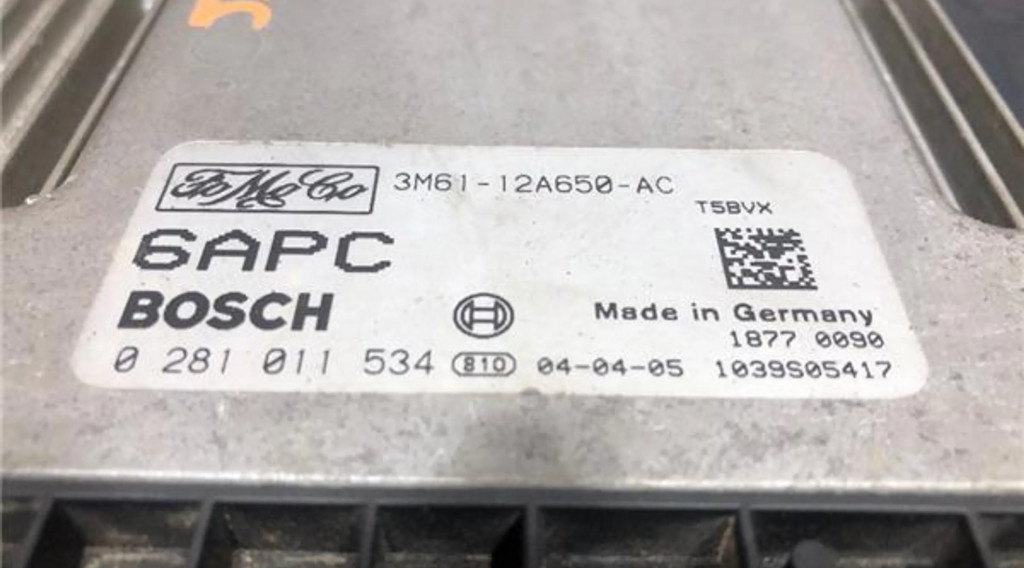 5
FoMoCo 3M61-12A650-AC
T5BVX
6APC
BOSCH
Made in Germany
1877 0090
0 281 011 534 810 04-04-05 1039S05417